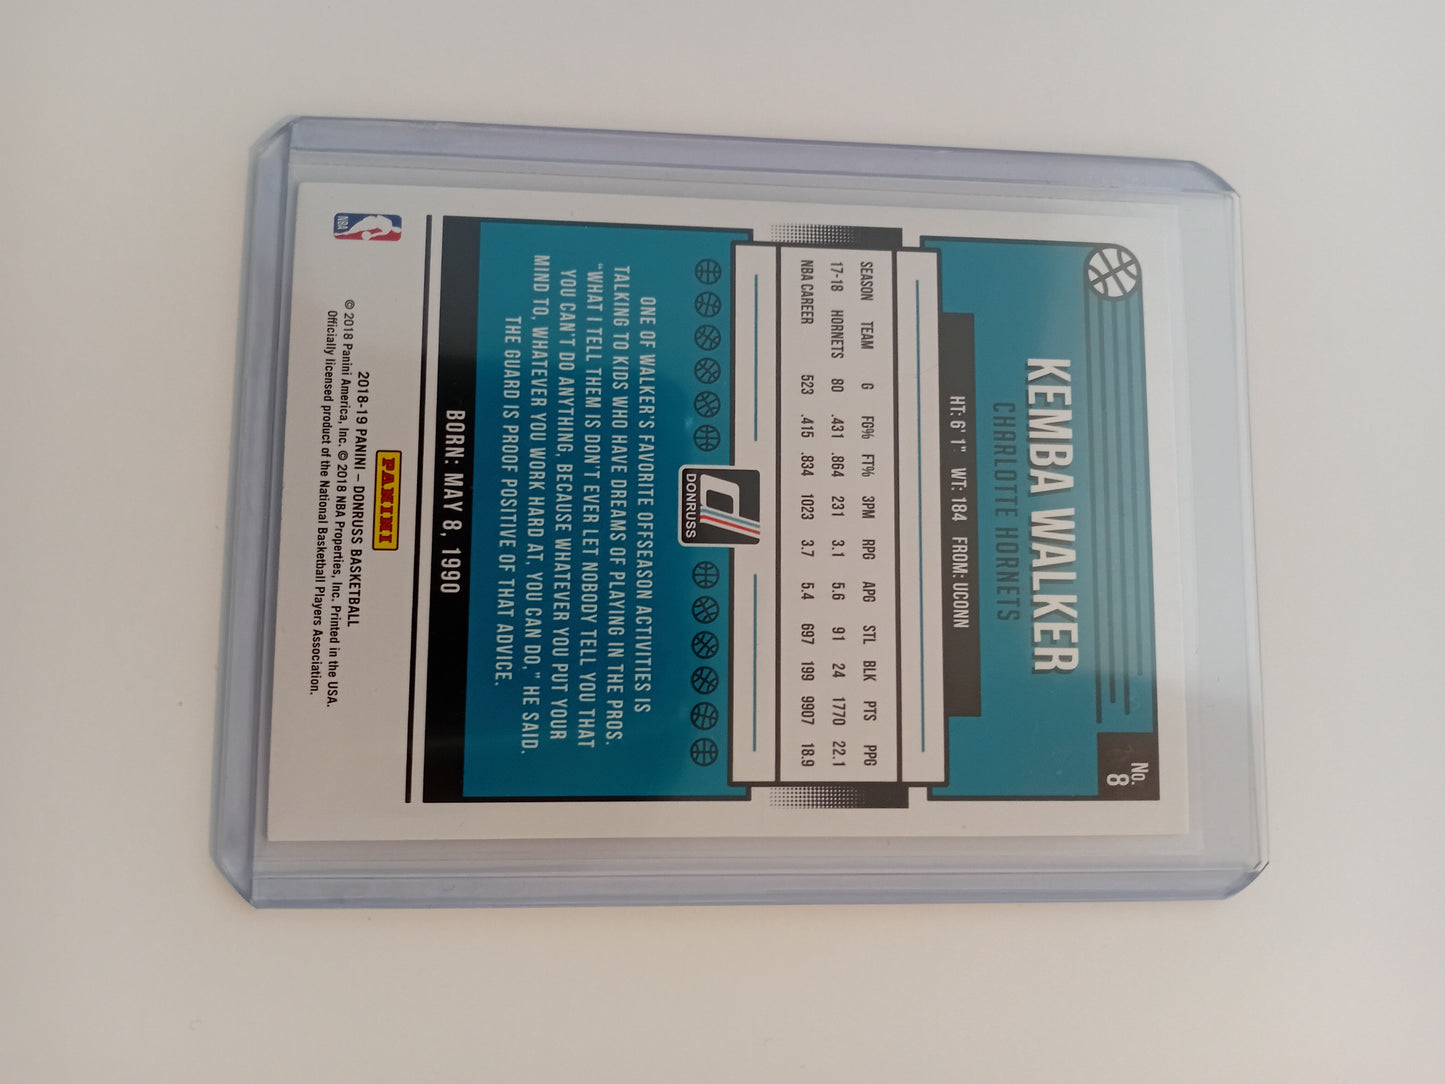 No.
8
KEMBA WALKER
CHARLOTTE HORNETS
HT: 6' 1" WT: 184 FROM: UCONN
SEASON TEAM G FG% FT% 3PM RPG APG STL BLK PTS PPG
17-18 HORNETS 80 .431 .864 231 3.1 5.6 91 24 1770 22.1
NBA CAREER 523 .415 .834 1023 3.7 5.4 697 199 9907 18.9
DONRUSS
ONE OF WALKER'S FAVORITE OFFSEASON ACTIVITIES IS
TALKING TO KIDS WHO HAVE DREAMS OF PLAYING IN THE PROS.
"WHAT I TELL THEM IS DON'T EVER LET NOBODY TELL YOU THAT
YOU CAN'T DO ANYTHING, BECAUSE WHATEVER YOU PUT YOUR
MIND TO, WHATEVER YOU WORK HARD AT, YOU CAN DO," HE SAID.
THE GUARD IS PROOF POSITIVE OF THAT ADVICE.
BORN: MAY 8, 1990
PANINI
2018-19 PANINI – DONRUSS BASKETBALL
© 2018 Panini America, Inc. © 2018 NBA Properties, Inc. Printed in the USA.
Officially licensed product of the National Basketball Players Association.
NBA